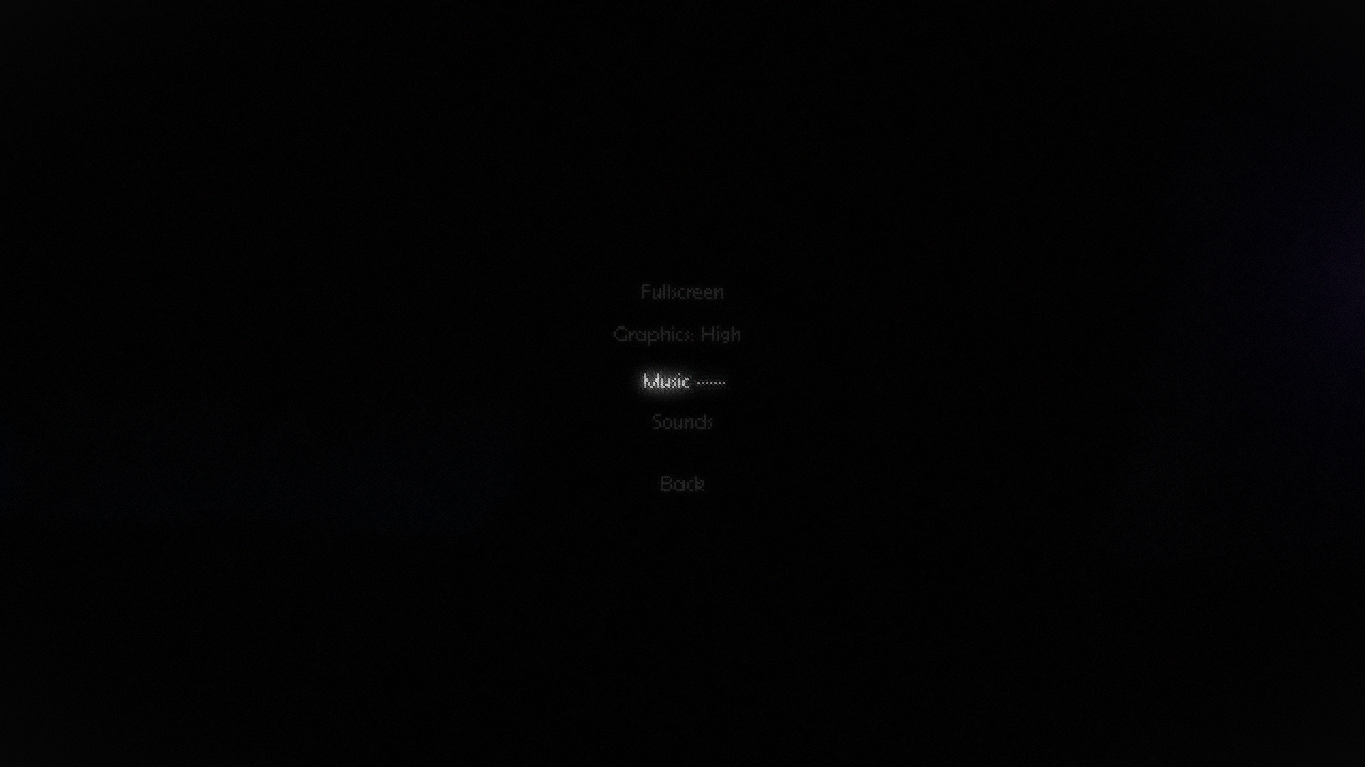 Fullscreen
Graphics: High
Music .......
Sounds
Back